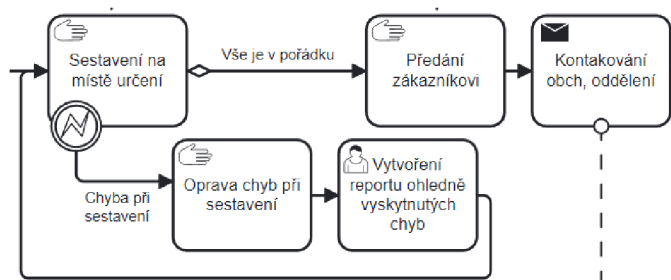 Sestavení na
místě určení
Vše je v pořádku
Předání
zákazníkovi
Kontakování
obch, oddělení
Chyba při
sestavení
Oprava chyb při
sestavení
Vytvoření
reportu ohledně
vyskytnutých
chyb